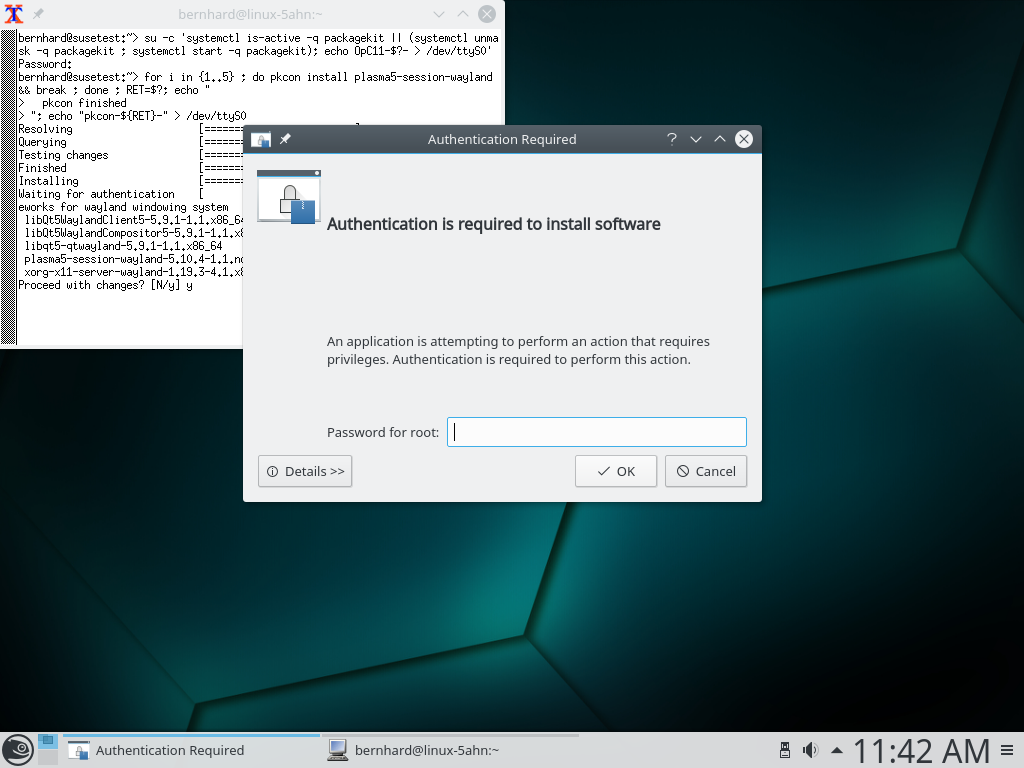 bernhard@linux-5ahn:~
bernhard@susetest:~> su -c 'systemctl is-active -q packagekit || (systemctl unma
sk -q packagekit ; systemctl start -q packagekit); echo OpC11-$?- > /dev/ttyS0'
Password:
bernhard@susetest:~> for i in {1..5} ; do pkcon install plasma5-session-wayland
&& break ; done ; RET=$?; echo "
>   pkcon finished
> "; echo "pkcon-${RET}-" > /dev/ttyS0
Resolving [=======
Querying [=======
Testing changes [=======
Finished [=======
Installing [=======
Waiting for authentication [
eworks for wayland windowing system
libQt5WaylandClient5-5.9.1-1.1.x86_64
libQt5WaylandCompositor5-5.9.1-1.1.x8
libqt5-qtwayland-5.9.1-1.1.x86_64
plasma5-session-wayland-5.10.4-1.1.no
xorg-x11-server-wayland-1.19.3-4.1.x8
Proceed with changes? [N/y] y
Authentication Required
Authentication is required to install software
An application is attempting to perform an action that requires
privileges. Authentication is required to perform this action.
Password for root:
Details >>
OK
Cancel
Authentication Required
bernhard@linux-5ahn:~
11:42 AM